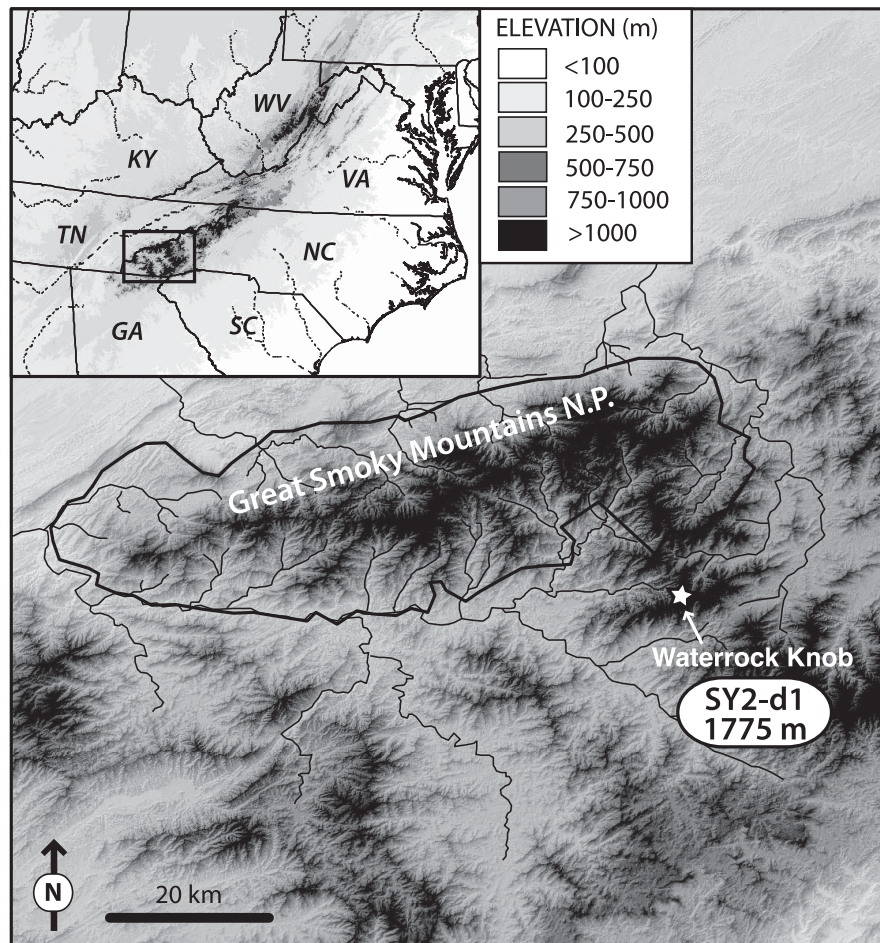 ELEVATION (m)
<100
100-250
250-500
500-750
750-1000
>1000
WV
KY
VA
TN
NC
GA
SC
Great Smoky Mountains N.P.
Waterrock Knob
SY2-d1
1775 m
N
20 km